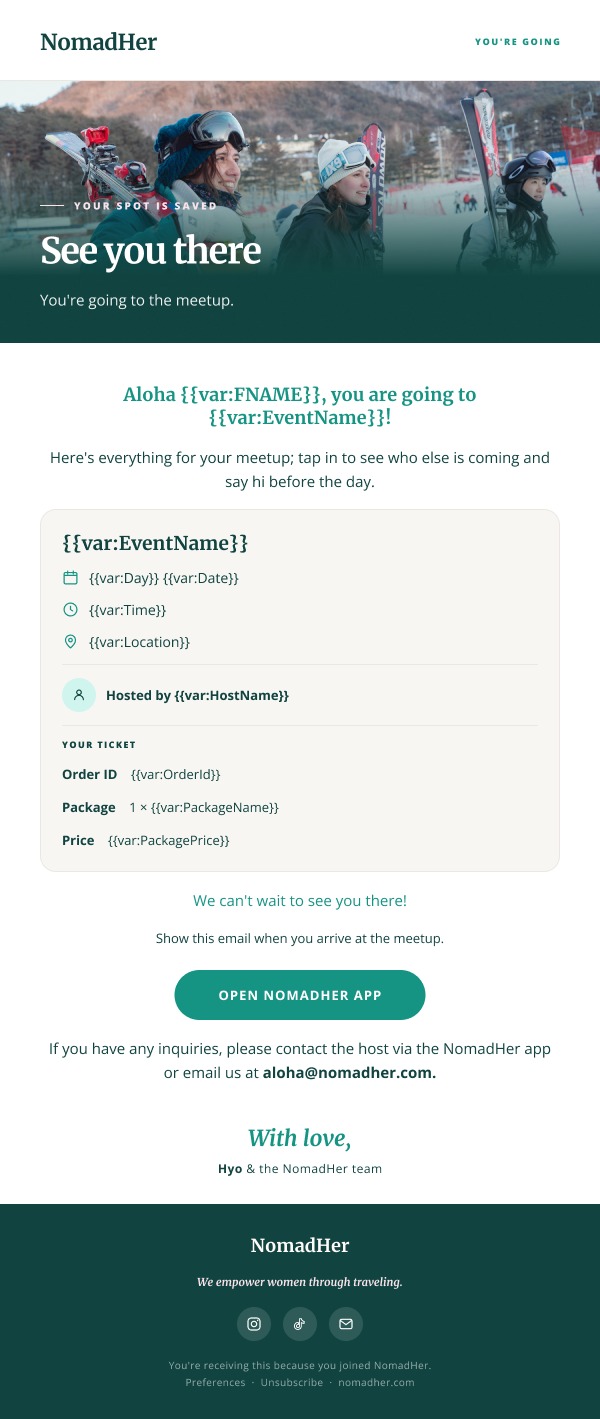 NomadHer
YOU'RE GOING
YOUR SPOT IS SAVED
See you there
You're going to the meetup.
Aloha {{var:FNAME}}, you are going to
{{var:EventName}}!
Here's everything for your meetup; tap in to see who else is coming and
say hi before the day.
{{var:EventName}}
{{var:Day}} {{var:Date}}
{{var:Time}}
{{var:Location}}
Hosted by {{var:HostName}}
YOUR TICKET
Order ID {{var:OrderId}}
Package 1 × {{var:PackageName}}
Price {{var:PackagePrice}}
We can't wait to see you there!
Show this email when you arrive at the meetup.
OPEN NOMADHER APP
If you have any inquiries, please contact the host via the NomadHer app
or email us at aloha@nomadher.com.
With love,
Hyo & the NomadHer team
NomadHer
We empower women through traveling.
You're receiving this because you joined NomadHer.
Preferences · Unsubscribe · nomadher.com